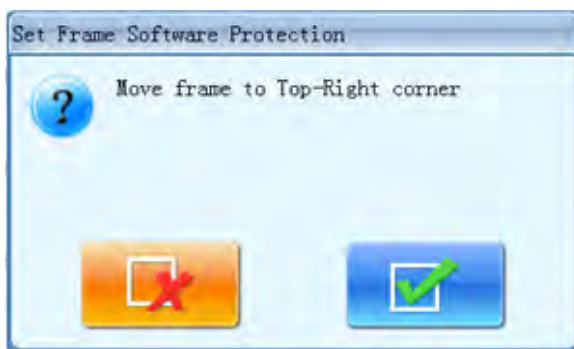 Set Frame Software Protection
?
Move frame to Top-Right corner